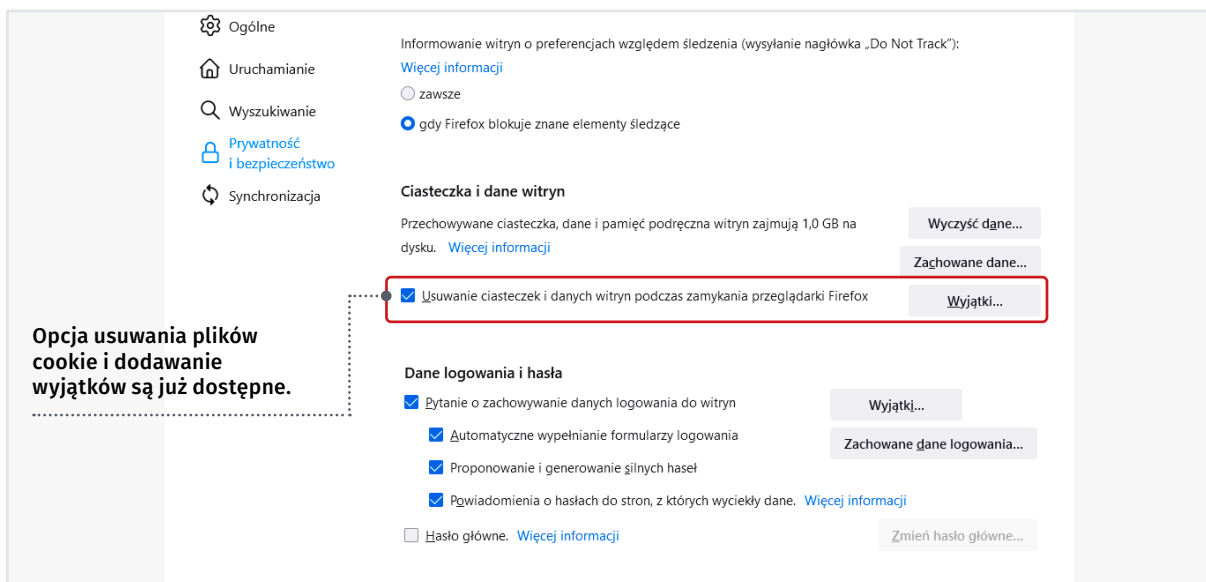 Ogólne
Uruchamianie
Wyszukiwanie
Prywatność
i bezpieczeństwo
Synchronizacja
Informowanie witryn o preferencjach względem śledzenia (wysyłanie nagłówka „Do Not Track”):
Więcej informacji
zawsze
gdy Firefox blokuje znane elementy śledzące
Ciasteczka i dane witryn
Przechowywane ciasteczka, dane i pamięć podręczna witryn zajmują 1,0 GB na
dysku. Więcej informacji
Wyczyść dane...
Zachowane dane...
Usuwanie ciasteczek i danych witryn podczas zamykania przeglądarki Firefox
Wyjątki...
Opcja usuwania plików
cookie i dodawanie
wyjątków są już dostępne.
Dane logowania i hasła
Pytanie o zachowywanie danych logowania do witryn
Wyjątki...
Automatyczne wypełnianie formularzy logowania
Zachowane dane logowania...
Proponowanie i generowanie silnych haseł
Powiadomienia o hasłach do stron, z których wyciekły dane. Więcej informacji
Hasło główne. Więcej informacji
Zmień hasło główne...